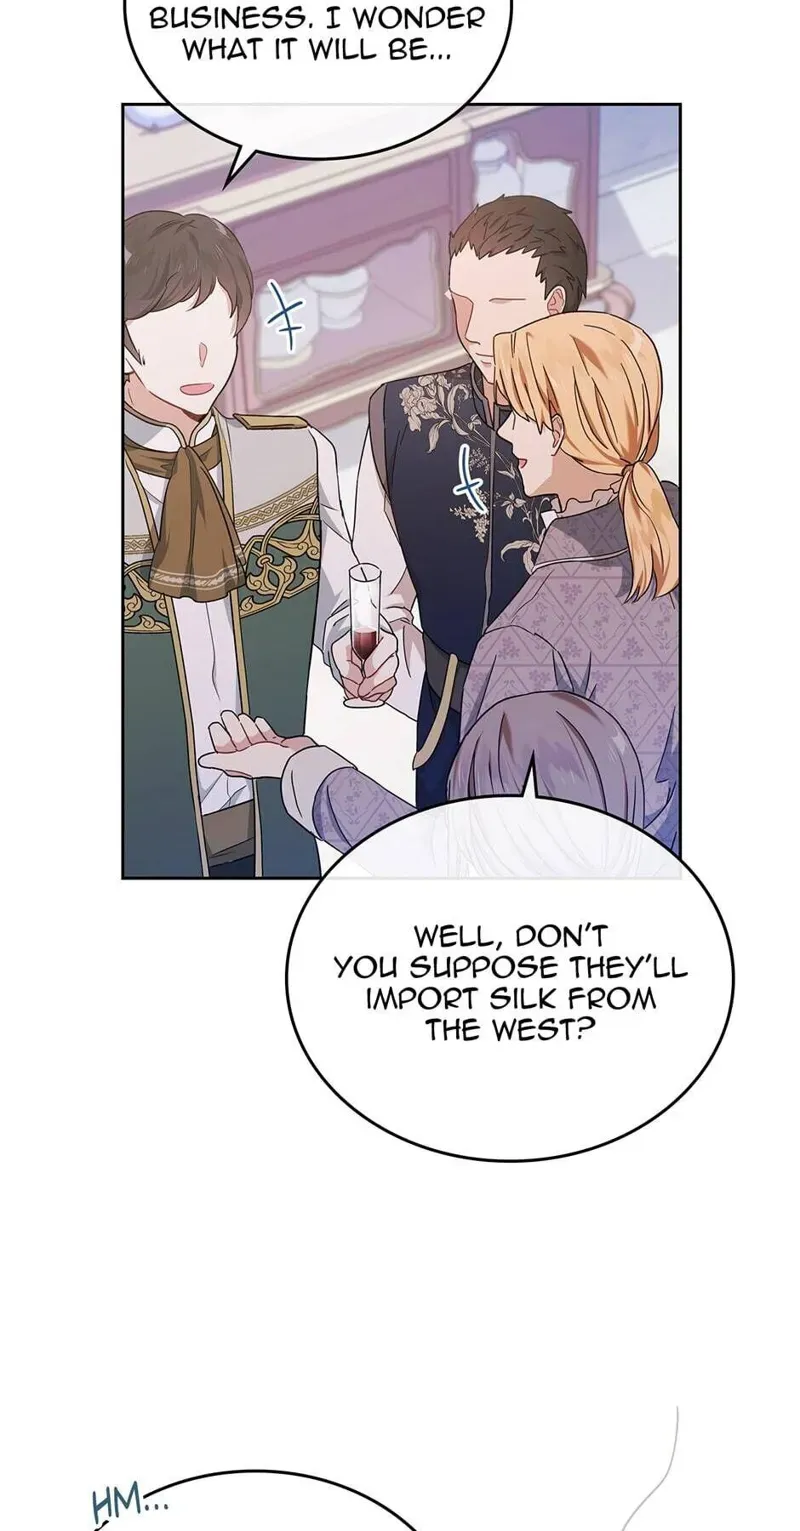 BUSINESS. I WONDER
WHAT IT WILL BE...
WELL, DON'T
YOU SUPPOSE THEY'LL
IMPORT SILK FROM
THE WEST?
HM...